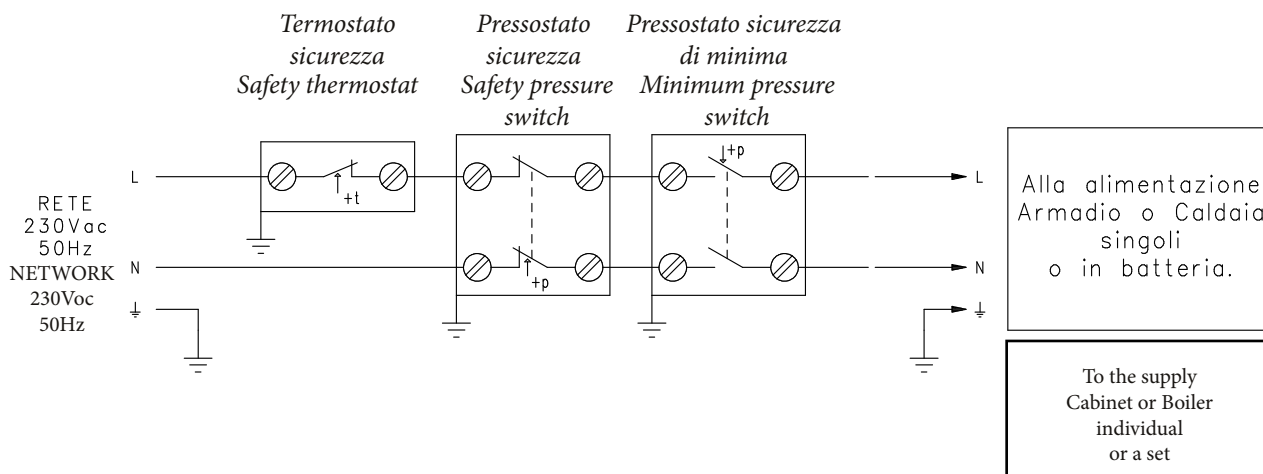 Termostato
sicurezza
Safety thermostat
Pressostato
sicurezza
Safety pressure
switch
Pressostato sicurezza
di minima
Minimum pressure
switch
L
+t
+p
L
RETE
230Vac
50Hz
NETWORK
230Voc
50Hz
N
+p
N
Alla alimentazione
Armadio o Caldaia
singoli
o in batteria.
To the supply
Cabinet or Boiler
individual
or a set